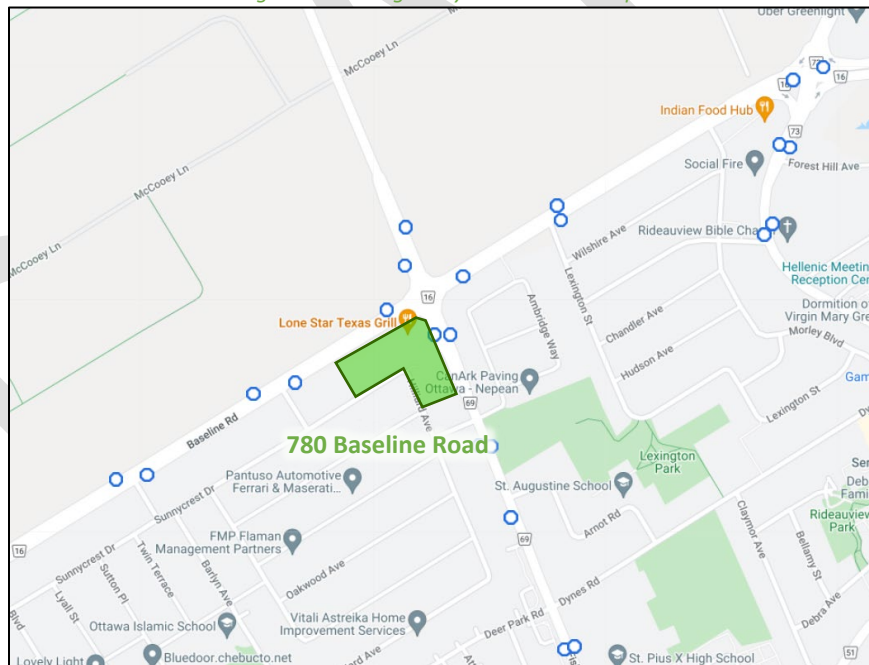 Uber Greenlight
McCooey Ln
73
16
16
Indian Food Hub
73
Social Fire
Forest Hill Ave
McCooey Ln
Wilshire Ave
Rideauview Bible Cha
McCooey Ln
Lexington St
Hellenic Meetin
Reception Cen
16
Ambridge Way
Chandler Ave
Dormition of
Virgin Mary Gre
Morley Blvd
Lone Star Texas Grill
Hudson Ave
CanArk Paving
Ottawa - Nepean
Gam
69
Lexington St
Baseline Rd
780 Baseline Road
Lexington
Park
Pantuso Automotive
Ferrari & Maserati...
St. Augustine School
Sunnycrest Dr
Rideauview
Park
Claymor Ave
Arnot Rd
FMP Flaman
Management Partners
69
Bellamy St
16
Sunnycrest Dr
Twin Terrace
Sutton Pl
Barlyn Ave
Oakwood Ave
Dynes Rd
Debra Ave
Lyall St
Ottawa Islamic School
Vitali Astreika Home
Improvement Services
Deer Park Rd
Blvd
51
Lovely Light
Bluedoor.chebucto.net
St. Pius X High School